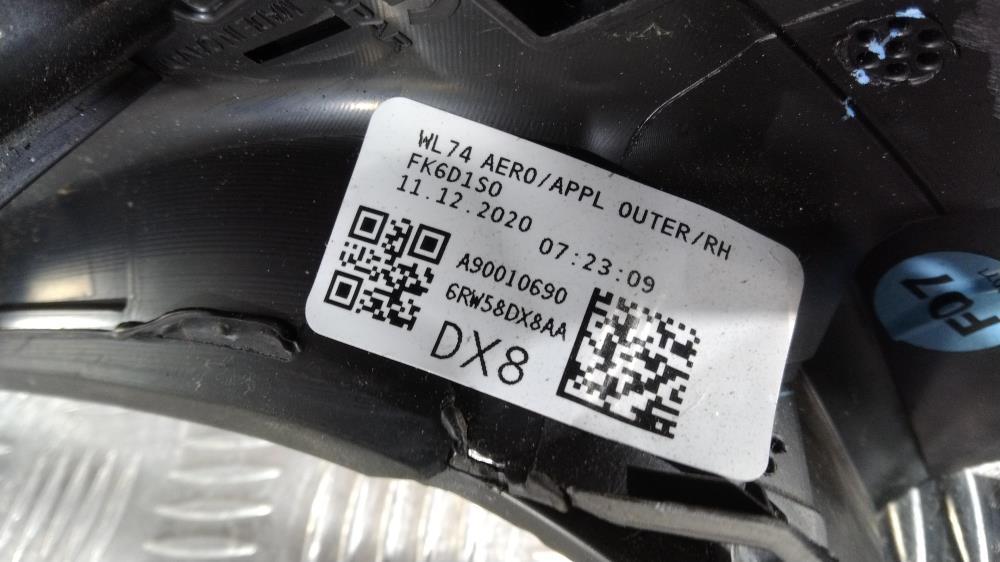 WL74 AERO/APPL OUTER/RH
FK6D1S0
11.12.2020 07:23:09
A90010690
6RW58DX8AA
DX8
F07